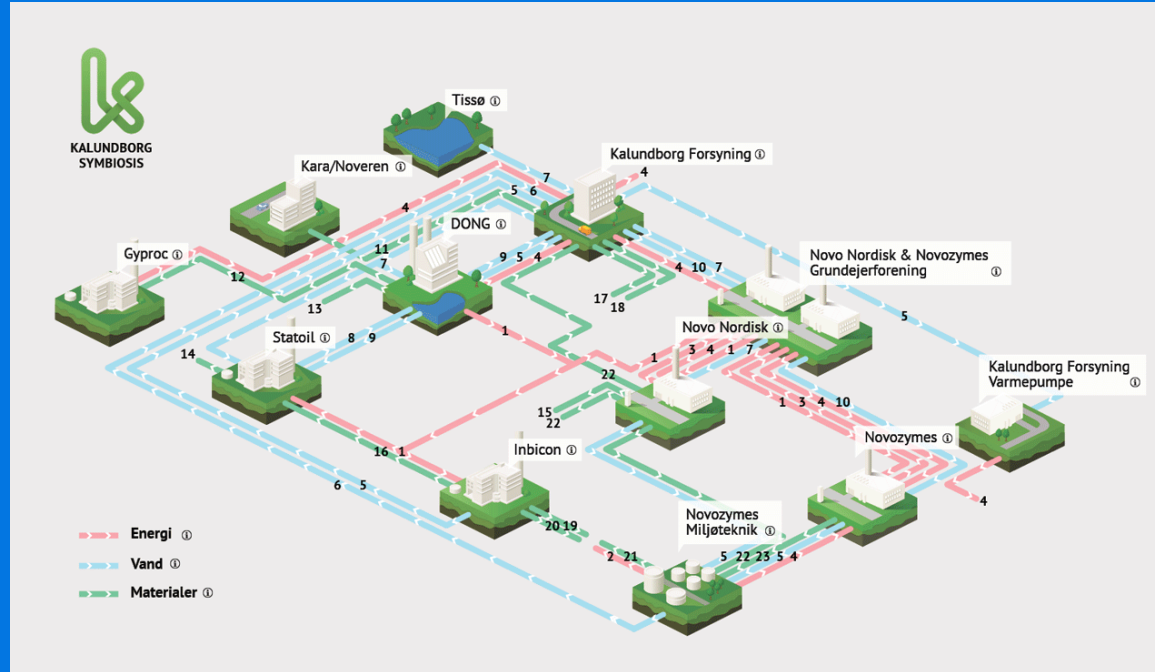 KALUNDBORG
SYMBIOSIS
Tissø
Kara/Noveren
Kalundborg Forsyning
4
7
5 6
4
DONG
Gyproc
11
7
12
9 5 4
4 10 7
Novo Nordisk & Novozymes
Grundejerforening
13
17
18
5
Statoil
8 9
1
Novo Nordisk
14
1 3 4 1 7
22
Kalundborg Forsyning
Varmepumpe
1 3 4 10
15
22
16 1
Inbicon
Novozymes
6 5
4
20 19
Novozymes
Miljøteknik
Energi
2 21
5 22 23 5 4
Vand
Materialer